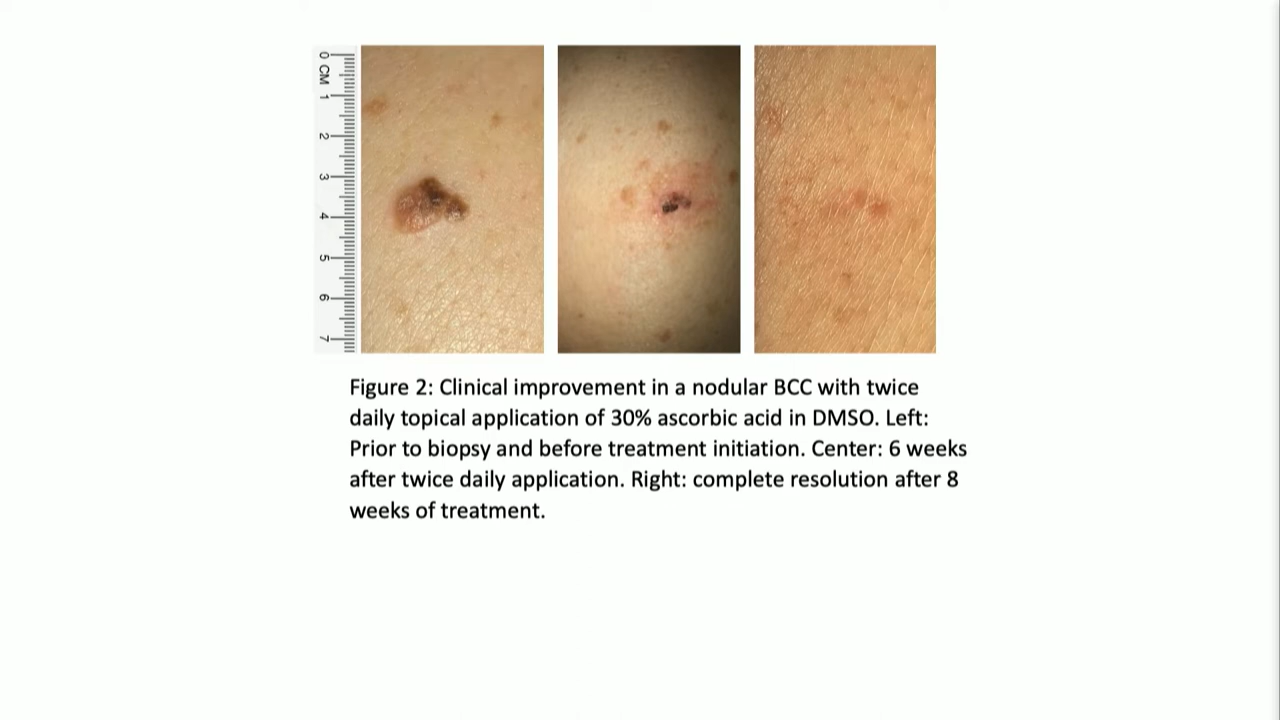 0 CM 1 2 3 4 5 6 7
Figure 2: Clinical improvement in a nodular BCC with twice
daily topical application of 30% ascorbic acid in DMSO. Left:
Prior to biopsy and before treatment initiation. Center: 6 weeks
after twice daily application. Right: complete resolution after 8
weeks of treatment.